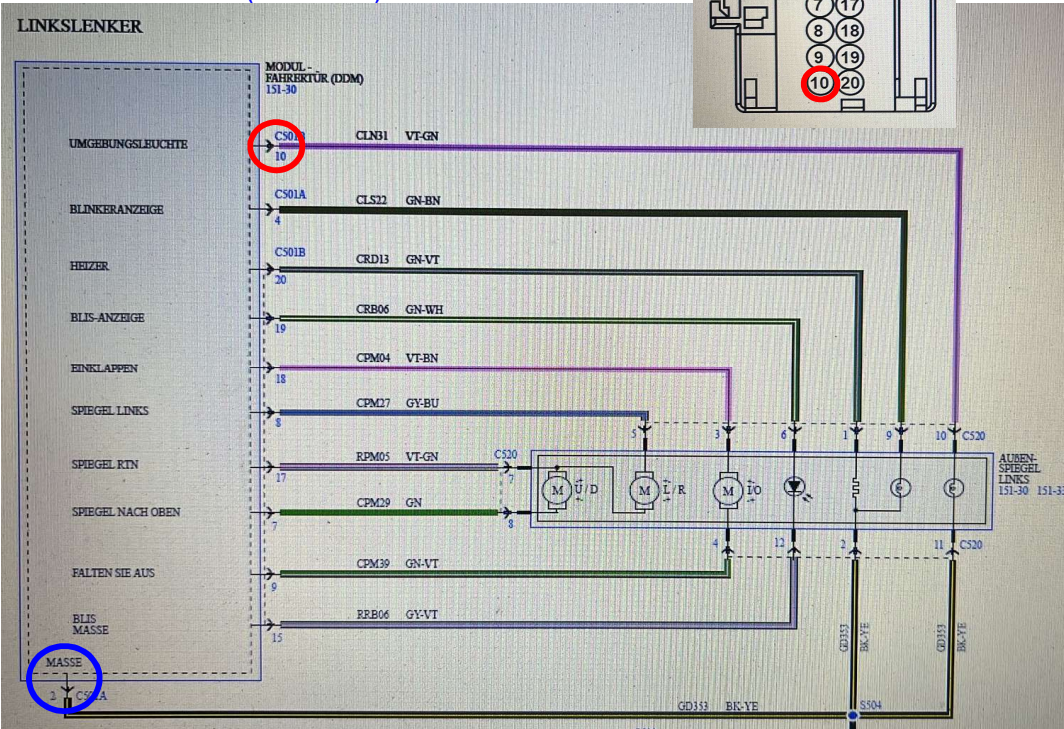 LINKSLENKER
7 17
8 18
9 19
10 20
MODUL -
FAHRERTÜR (DDM)
151-30
UMGEBUNGSLEUCHTE
10
CLN31 VT-GN
BLINKERANZEIGE
C501A
4
CLS22 GN-BN
HEIZER
C501B
20
CRD13 GN-VT
BLIS-ANZEIGE
19
CRB06 GN-WH
EINKLAPPEN
18
CPM04 VT-BN
SPIEGEL LINKS
8
CPM27 GY-BU
5 3 6 1 9 10 C520
SPIEGEL RTN
17
RPM05 VT-GN
C520
7
SPIEGEL NACH OBEN
7
CPM29 GN
8
M U/D
M L/R
M I/O
AUßEN-
SPIEGEL
LINKS
151-30
4 12 2 11 C520
FALTEN SIE AUS
9
CPM39 GN-VT
BLIS
MASSE
15
RRB06 GY-VT
GD353
BK-YE
GD353
BK-YE
MASSE
2
GD353 BK-YE
S504